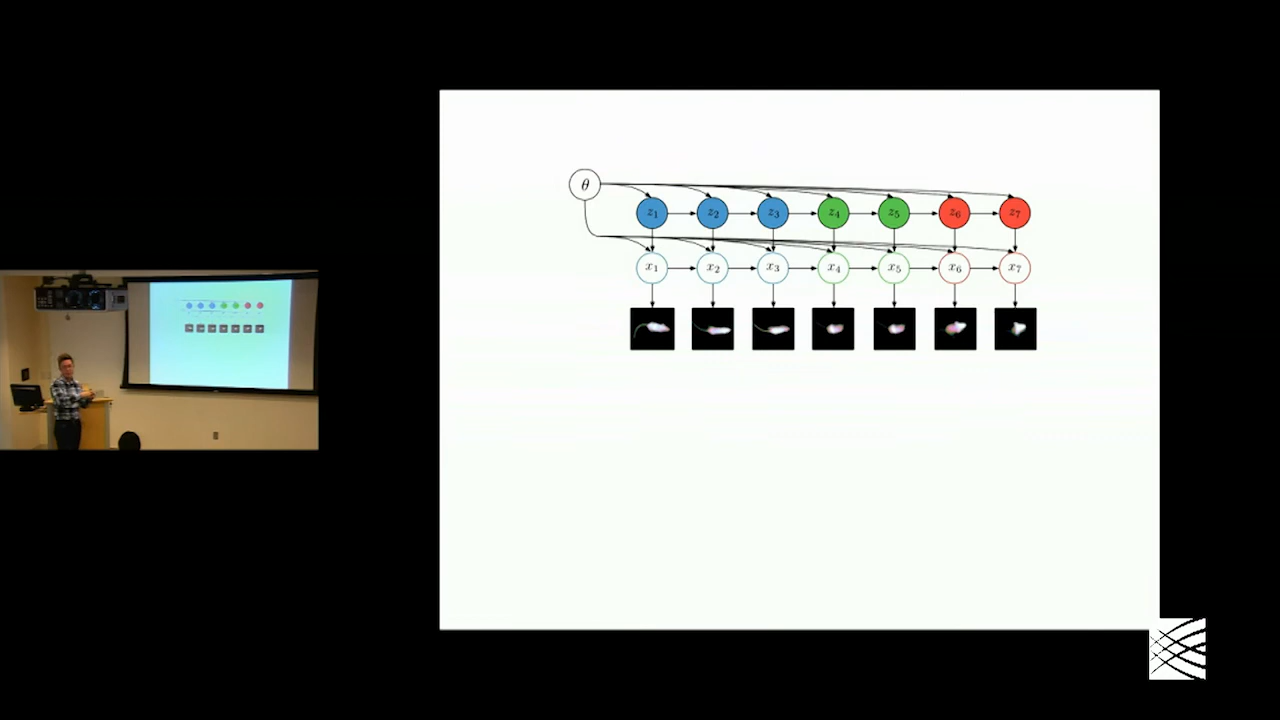 θ
z₁ z₂ z₃ z₄ z₅ z₆ z₇
x₁ x₂ x₃ x₄ x₅ x₆ x₇